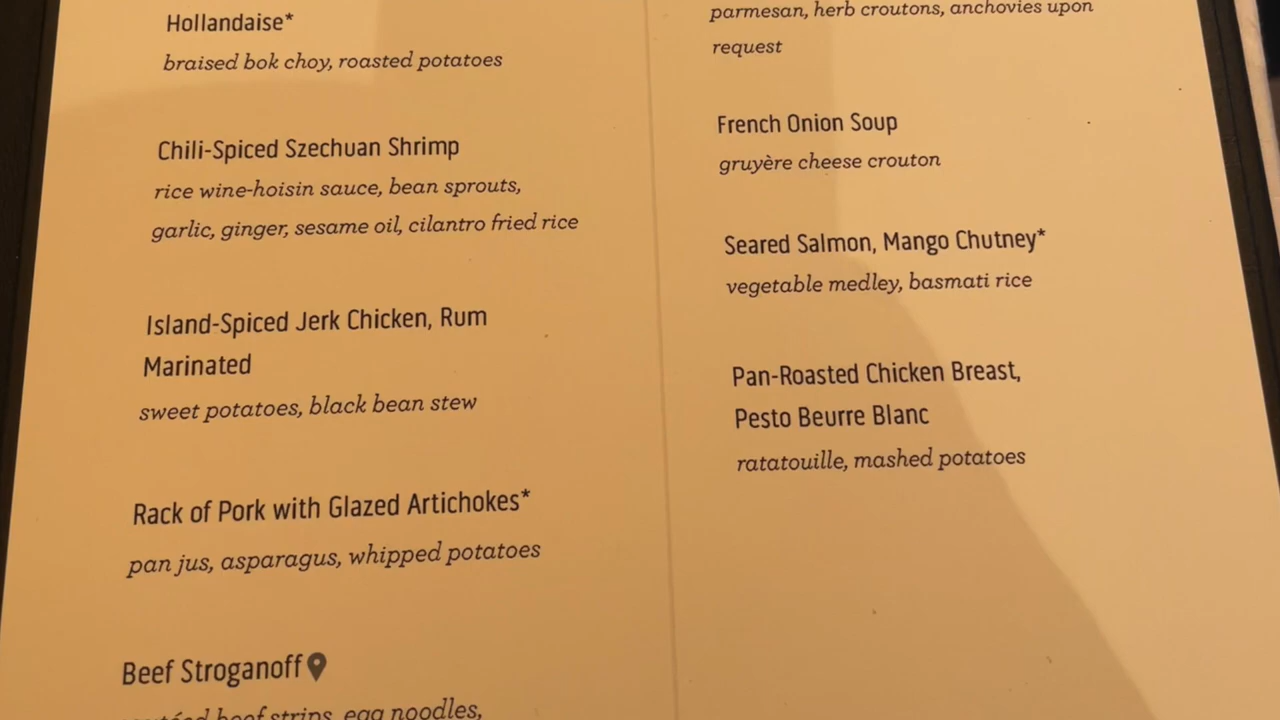 Hollandaise*
braised bok choy, roasted potatoes
Chili-Spiced Szechuan Shrimp
rice wine-hoisin sauce, bean sprouts,
garlic, ginger, sesame oil, cilantro fried rice
Island-Spiced Jerk Chicken, Rum
Marinated
sweet potatoes, black bean stew
Rack of Pork with Glazed Artichokes*
pan jus, asparagus, whipped potatoes
Beef Stroganoff
beef strips, egg noodles,
parmesan, herb croutons, anchovies upon
request
French Onion Soup
gruyère cheese crouton
Seared Salmon, Mango Chutney*
vegetable medley, basmati rice
Pan-Roasted Chicken Breast,
Pesto Beurre Blanc
ratatouille, mashed potatoes